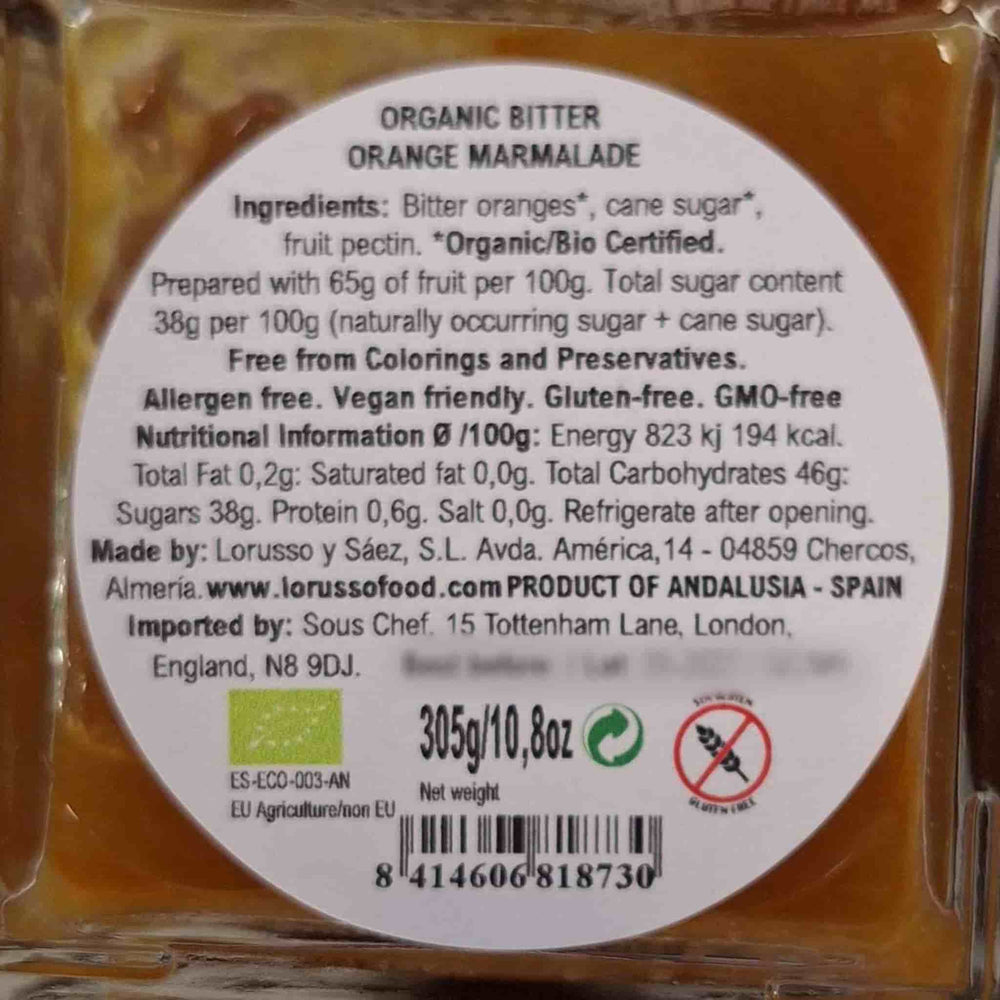 ORGANIC BITTER
ORANGE MARMALADE
Ingredients: Bitter oranges*, cane sugar*,
fruit pectin. *Organic/Bio Certified.
Prepared with 65g of fruit per 100g. Total sugar content
38g per 100g (naturally occurring sugar + cane sugar).
Free from Colorings and Preservatives.
Allergen free. Vegan friendly. Gluten-free. GMO-free
Nutritional Information Ø /100g: Energy 823 kj 194 kcal.
Total Fat 0,2g: Saturated fat 0,0g. Total Carbohydrates 46g:
Sugars 38g. Protein 0,6g. Salt 0,0g. Refrigerate after opening.
Made by: Lorusso y Sáez, S.L. Avda. América,14 - 04859 Chercos,
Almería. www.lorussofood.com PRODUCT OF ANDALUSIA - SPAIN
Imported by: Sous Chef. 15 Tottenham Lane, London,
England, N8 9DJ.
SIN GLUTEN
305g/10,8oz
ES-ECO-003-AN
Net weight
EU Agriculture/non EU
GLUTEN FREE
8 414606 818730